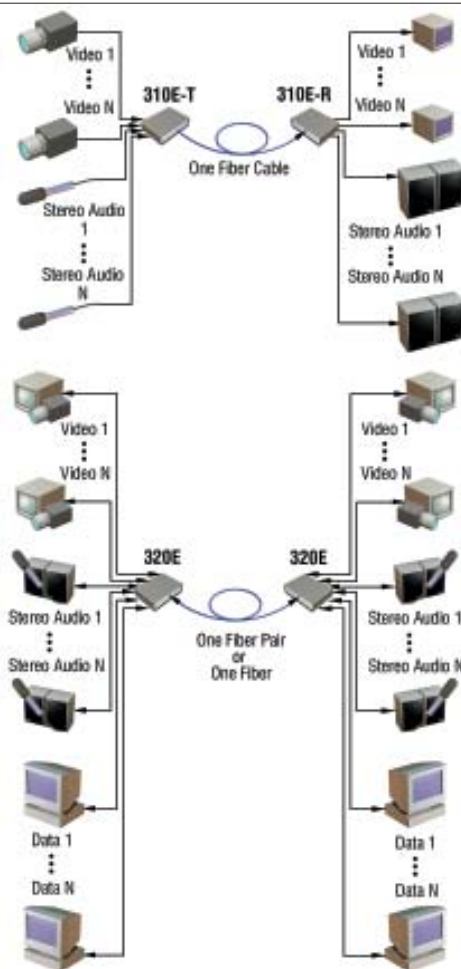 Video 1
Video N
310E-T
310E-R
Video 1
Video N
One Fiber Cable
Stereo Audio
1
Stereo Audio
N
Stereo Audio 1
Stereo Audio N
Video 1
Video N
Video 1
Video N
320E
320E
Stereo Audio 1
Stereo Audio N
One Fiber Pair
or
One Fiber
Stereo Audio 1
Stereo Audio N
Data 1
Data N
Data 1
Data N